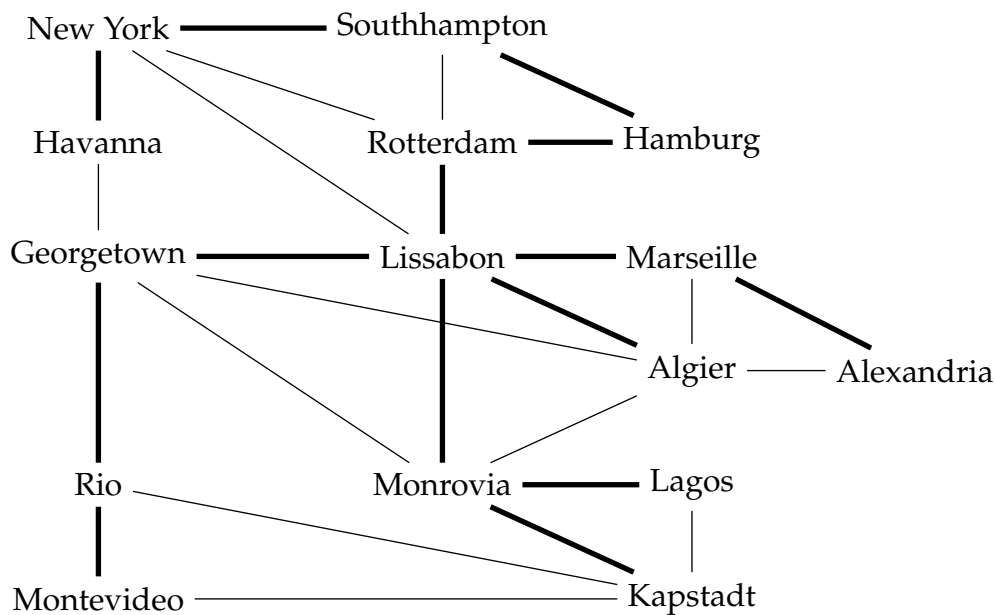 New York
Southhampton
Havanna
Rotterdam
Hamburg
Georgetown
Lissabon
Marseille
Algier
Alexandria
Rio
Monrovia
Lagos
Montevideo
Kapstadt